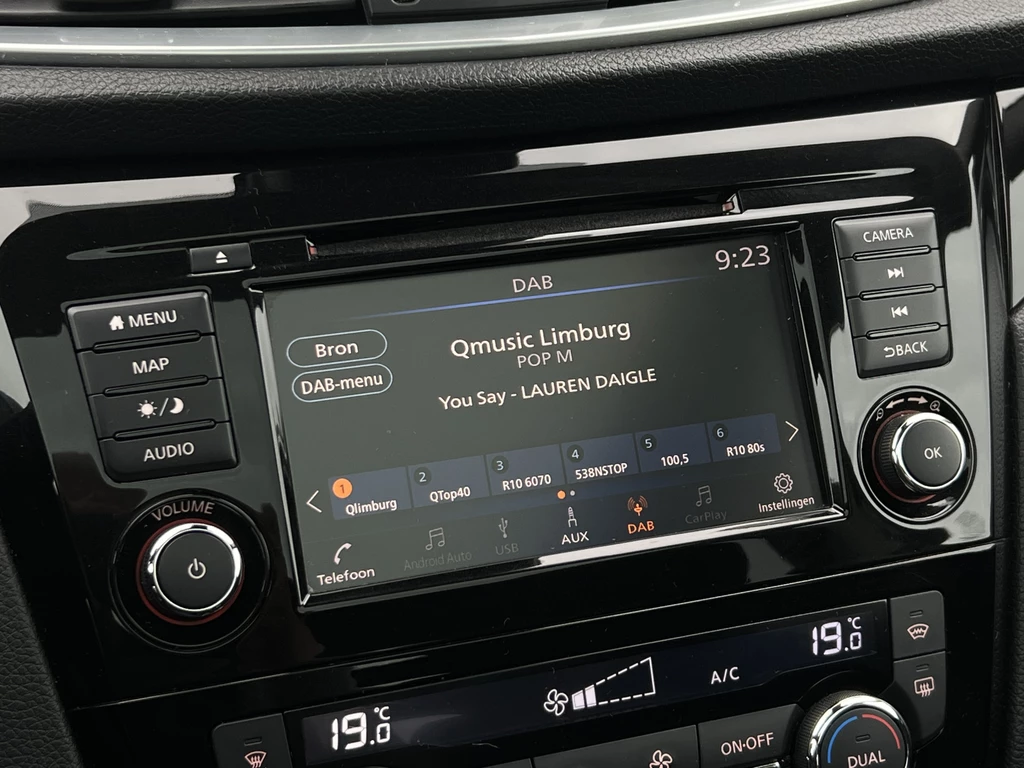 CAMERA
MENU
MAP
AUDIO
VOLUME
BACK
OK
DAB
9:23
Bron
DAB-menu
Qmusic Limburg
POP M
You Say - LAUREN DAIGLE
1 Qlimburg
2 QTop40
3 R10 6070
4 538NSTOP
5 100,5
6 R10 80s
Telefoon
Android Auto
USB
AUX
DAB
CarPlay
Instellingen
19.0 °C
A/C
19.0 °C
ON·OFF
DUAL